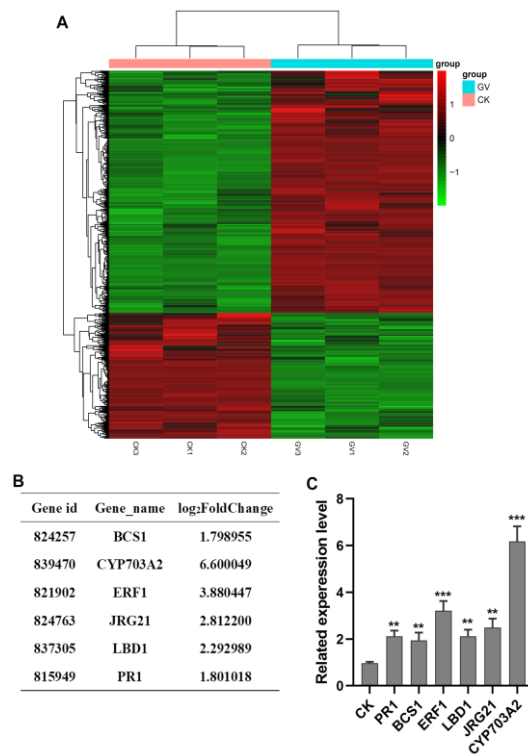 A
group
group
GV
CK
1
0
−1
CK3
CK1
CK2
GV3
GV1
GV2
B
Gene id Gene_name log₂FoldChange
824257 BCS1 1.798955
839470 CYP703A2 6.600049
821902 ERF1 3.880447
824763 JRG21 2.812200
837305 LBD1 2.292989
815949 PR1 1.801018
C
Related experession level
8
6
4
2
0
** ** *** ** ** ***
CK PR1 BCS1 ERF1 LBD1 JRG21 CYP703A2